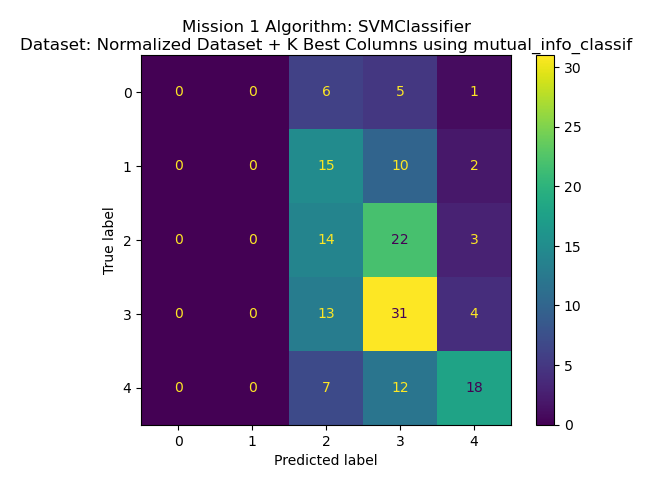 Mission 1 Algorithm: SVMClassifier
Dataset: Normalized Dataset + K Best Columns using mutual_info_classif
0 0 0 6 5 1
1 0 0 15 10 2
2 0 0 14 22 3
3 0 0 13 31 4
4 0 0 7 12 18
0 1 2 3 4
True label
Predicted label
30
25
20
15
10
5
0